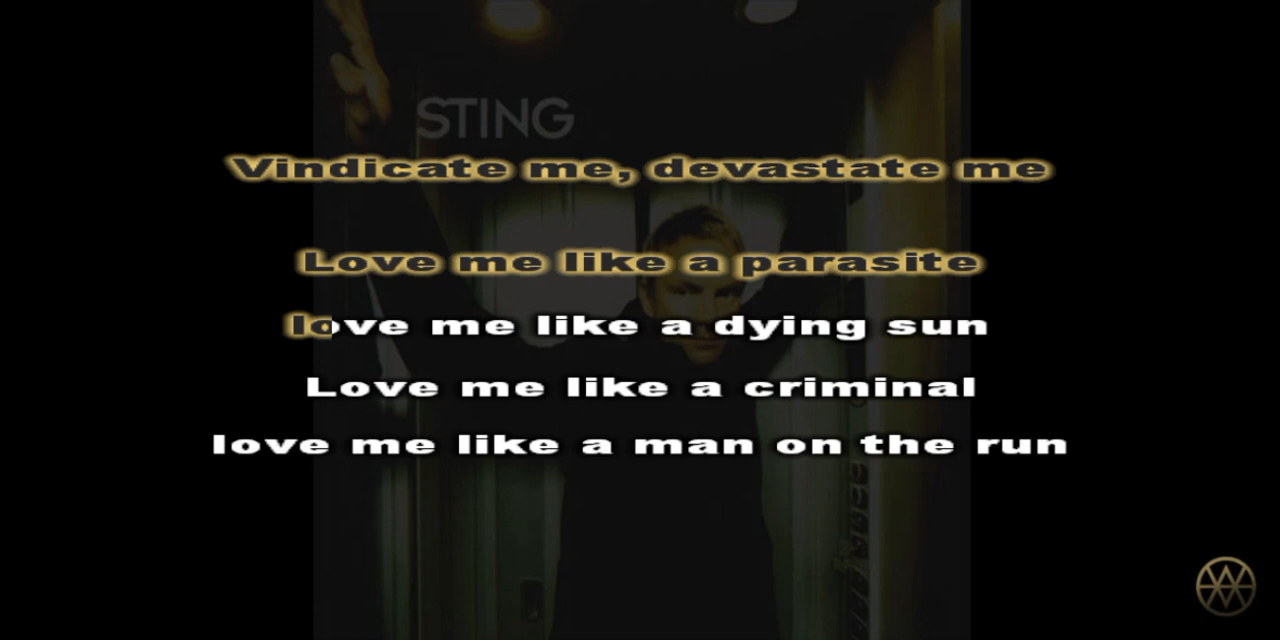 STING
Vindicate me, devastate me
Love me like a parasite
love me like a dying sun
Love me like a criminal
love me like a man on the run